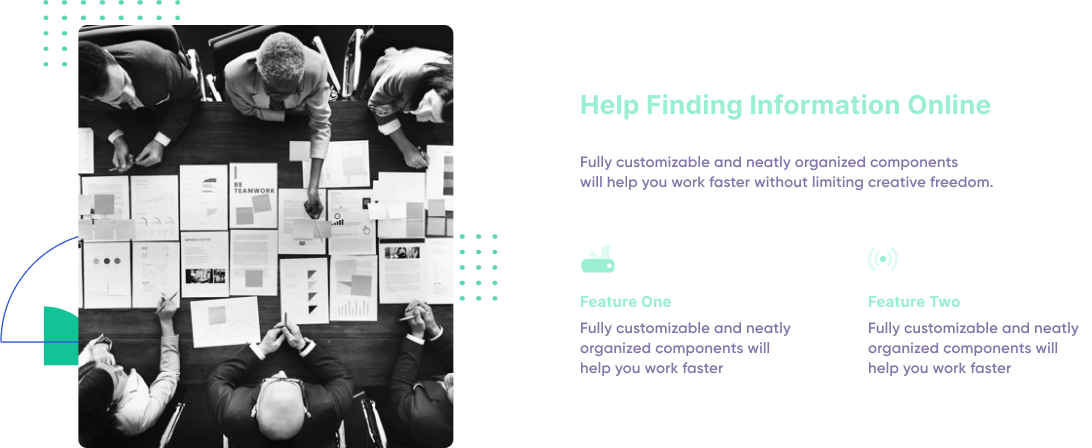 Help Finding Information Online
Fully customizable and neatly organized components
will help you work faster without limiting creative freedom.
BE
TEAMWORK
Feature One
Feature Two
Fully customizable and neatly
organized components will
help you work faster
Fully customizable and neatly
organized components will
help you work faster